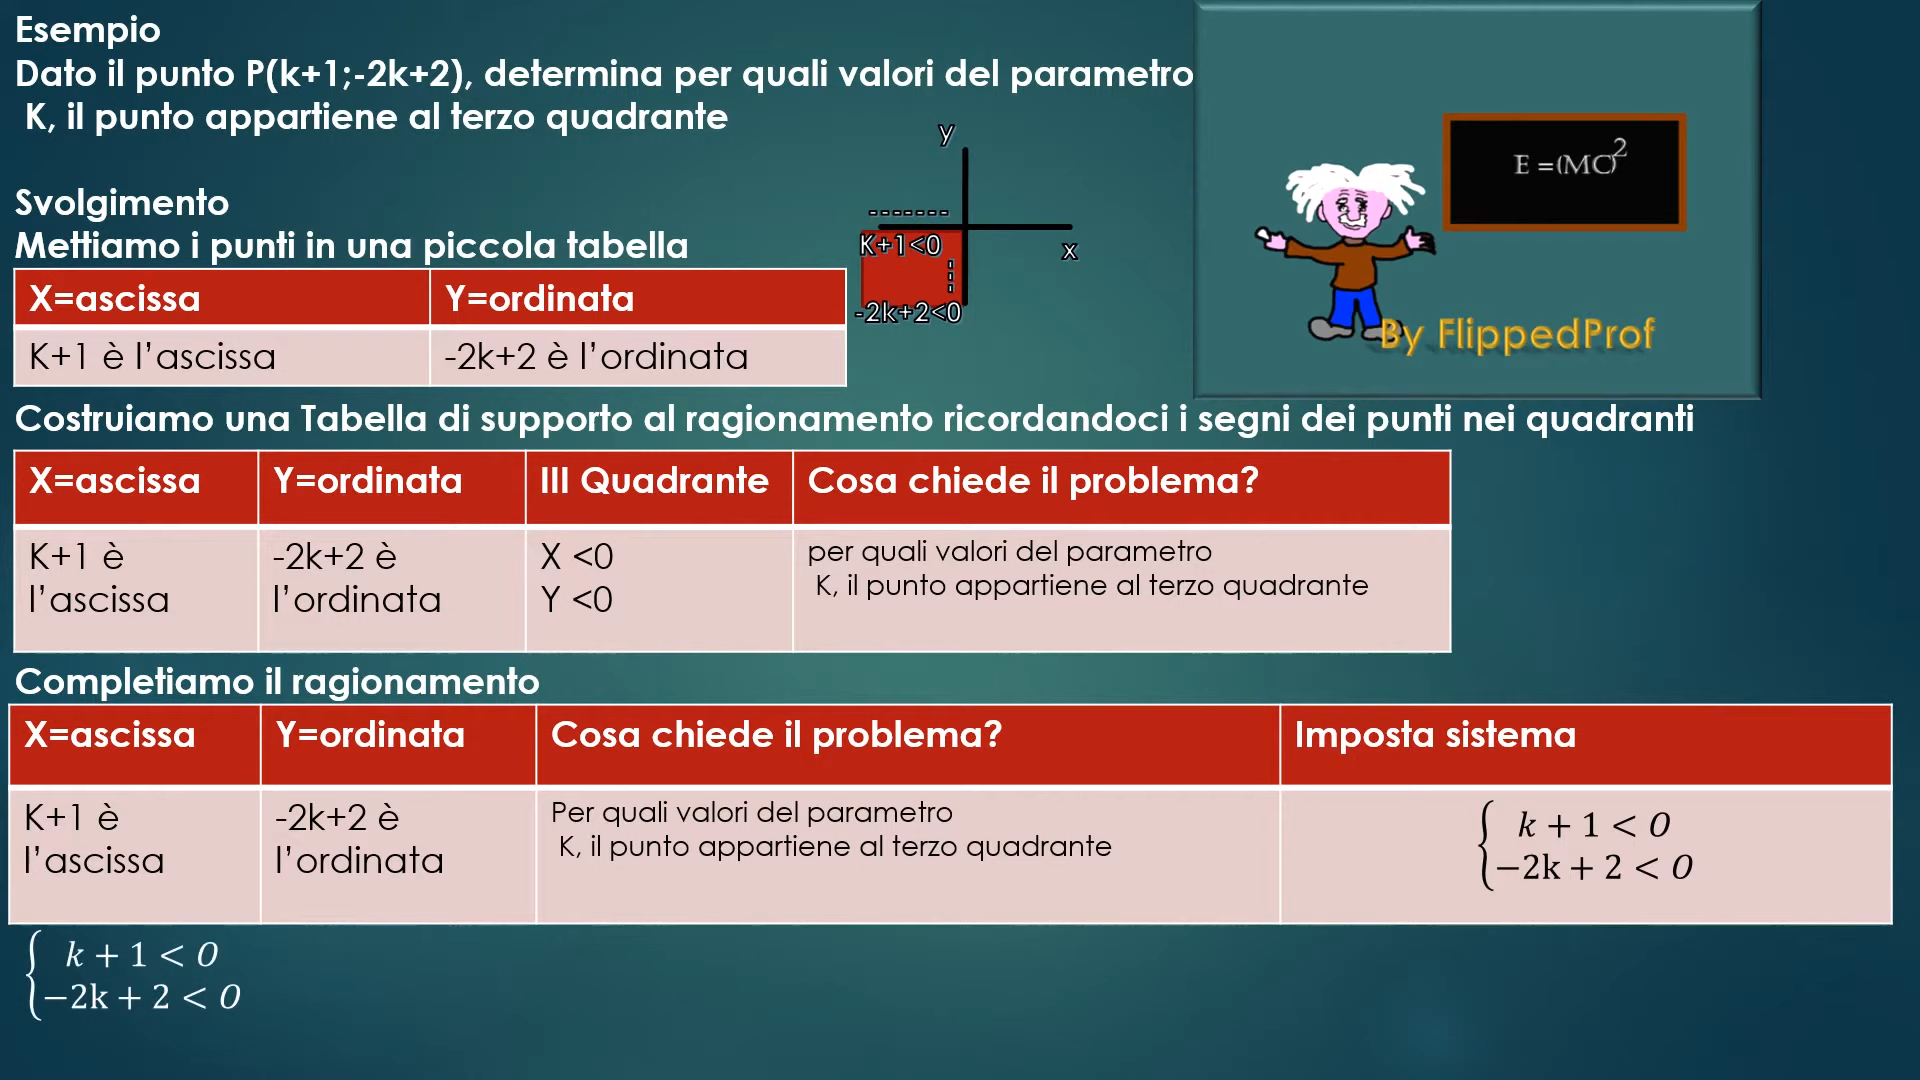 Esempio
Dato il punto P(k+1;-2k+2), determina per quali valori del parametro
K, il punto appartiene al terzo quadrante
y
E =(MC)²
Svolgimento
Mettiamo i punti in una piccola tabella
-------
K+1<0
---
x
-2k+2<0
By FlippedProf
X=ascissa Y=ordinata
K+1 è l'ascissa -2k+2 è l'ordinata
Costruiamo una Tabella di supporto al ragionamento ricordandoci i segni dei punti nei quadranti
X=ascissa Y=ordinata III Quadrante Cosa chiede il problema?
K+1 è
l'ascissa
-2k+2 è
l'ordinata
X <0
Y <0
per quali valori del parametro
K, il punto appartiene al terzo quadrante
Completiamo il ragionamento
X=ascissa Y=ordinata Cosa chiede il problema? Imposta sistema
K+1 è
l'ascissa
-2k+2 è
l'ordinata
Per quali valori del parametro
K, il punto appartiene al terzo quadrante
k + 1 < 0
−2k + 2 < 0
k + 1 < 0
−2k + 2 < 0